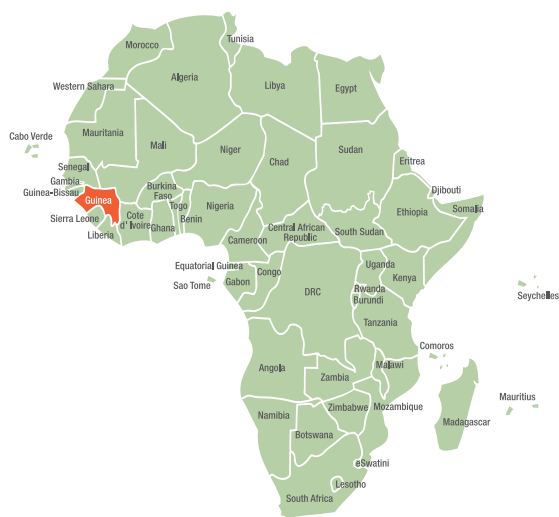 Tunisia
Morocco
Algeria
Libya
Egypt
Western Sahara
Mauritania
Cabo Verde
Mali
Niger
Chad
Sudan
Eritrea
Senegal
Gambia
Guinea-Bissau
Guinea
Burkina
Faso
Djibouti
Somalia
Togo
Benin
Nigeria
Ethiopia
Sierra Leone
Cote
d' Ivoire
Ghana
Liberia
Central African
Republic
South Sudan
Cameroon
Equatorial Guinea
Sao Tome
Gabon
Congo
DRC
Uganda
Kenya
Rwanda
Burundi
Seychelles
Tanzania
Comoros
Angola
Zambia
Malawi
Mozambique
Mauritius
Madagascar
Namibia
Zimbabwe
Botswana
eSwatini
Lesotho
South Africa